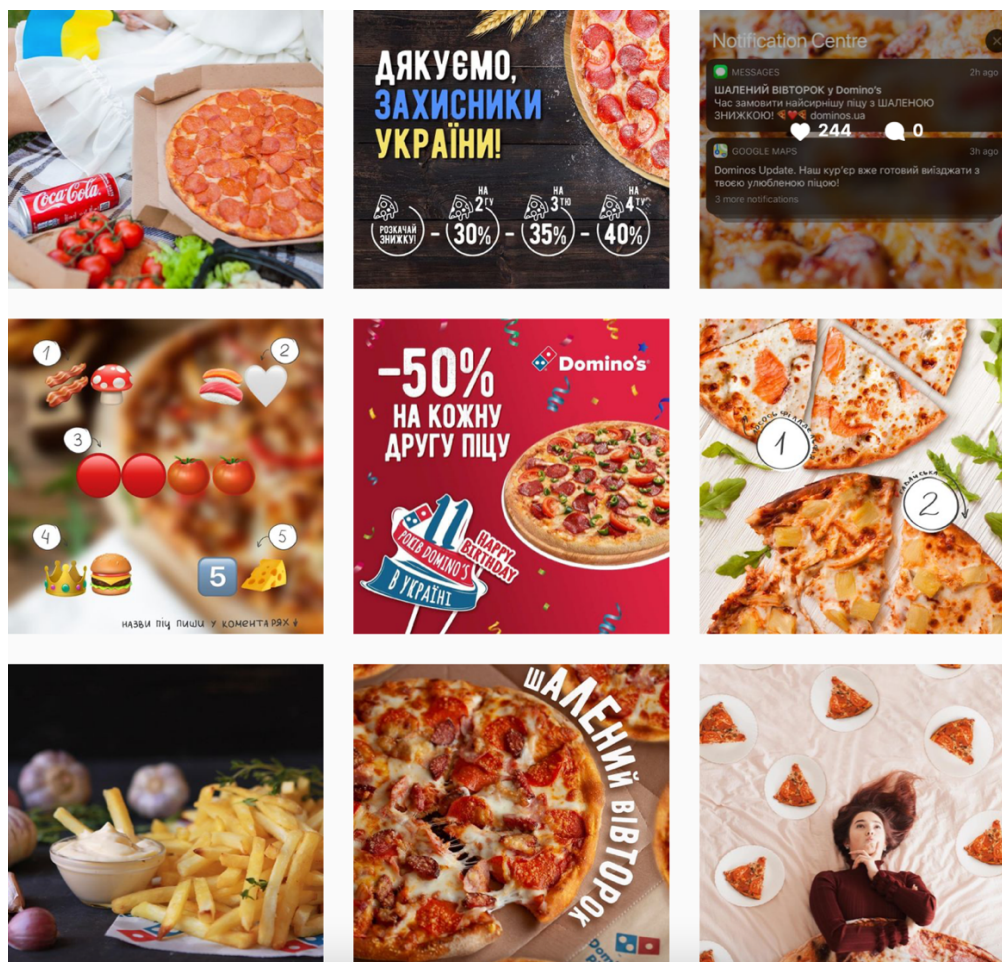 Coca-Cola
ДЯКУЄМО,
ЗАХИСНИКИ
УКРАЇНИ!
РОЗКАЧАЙ
ЗНИЖКУ!
-
30%
НА
2ГУ
-
35%
НА
3ТЮ
-
40%
НА
4ТУ
Notification Centre
MESSAGES
2h ago
ШАЛЕНИЙ ВІВТОРОК у Domino's
Час замовити найсирнішу піцу з ШАЛЕНОЮ
ЗНИЖКОЮ! 🍕❤️🍕 dominos.ua
244
0
GOOGLE MAPS
3h ago
Dominos Update. Наш кур'єр вже готовий виїзджати з
твоєю улюбленою піцою!
3 more notifications
1
2
3
4
5
5
НАЗВИ ПІЦ ПИШИ У КОМЕНТАРЯХ
-50%
НА КОЖНУ
ДРУГУ ПІЦУ
Domino's
11
РОКІВ DOMINO'S
В УКРАЇНІ
HAPPY
BIRTHDAY
1
2
ШАЛЕНИЙ ВІВТОРОК